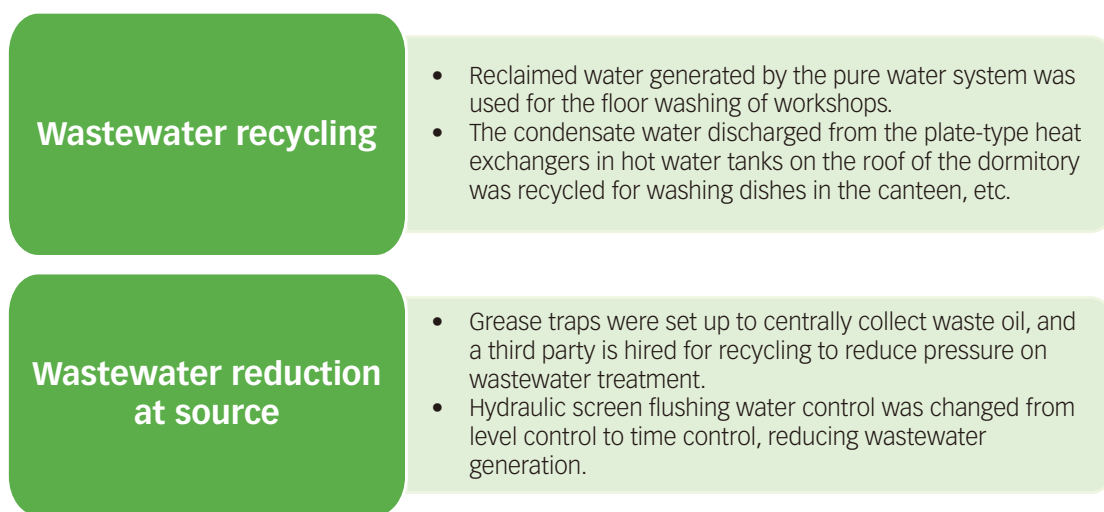 Wastewater recycling
• Reclaimed water generated by the pure water system was
used for the floor washing of workshops.
• The condensate water discharged from the plate-type heat
exchangers in hot water tanks on the roof of the dormitory
was recycled for washing dishes in the canteen, etc.
Wastewater reduction
at source
• Grease traps were set up to centrally collect waste oil, and
a third party is hired for recycling to reduce pressure on
wastewater treatment.
• Hydraulic screen flushing water control was changed from
level control to time control, reducing wastewater
generation.